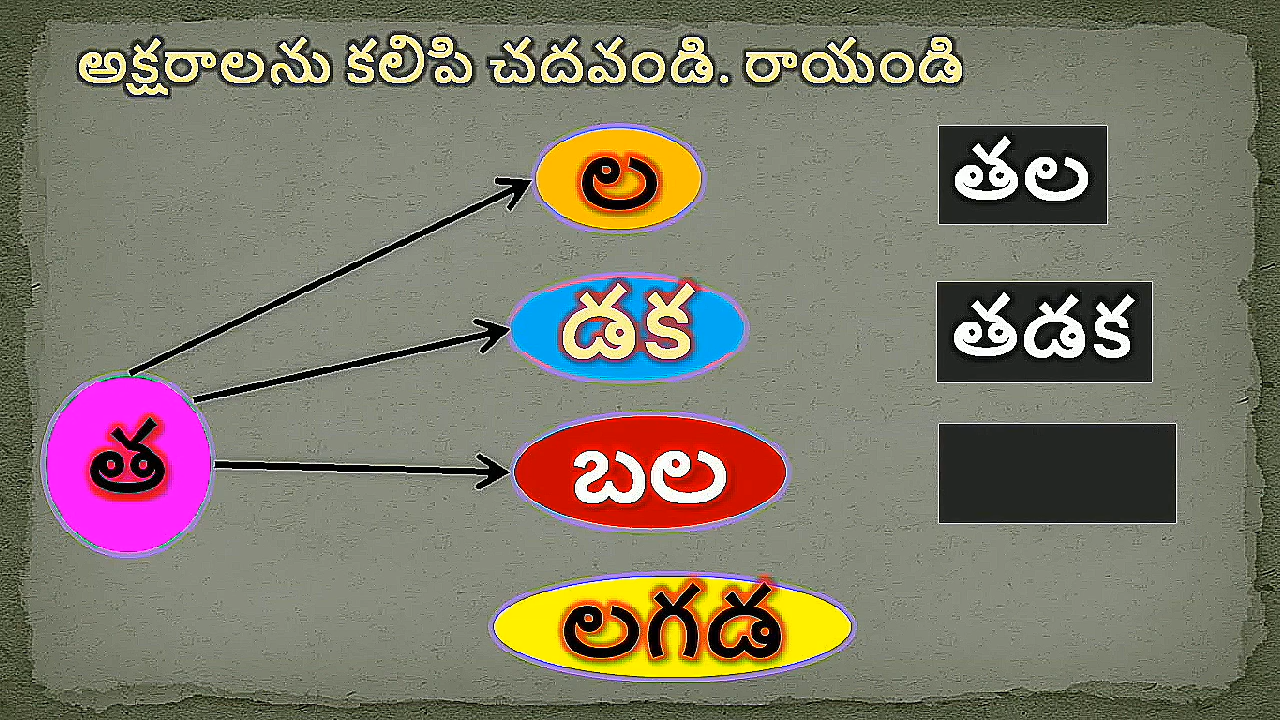 అక్షరాలను కలిపి చదవండి. రాయండి
ల తల
డక తడక
త బల
లగడ